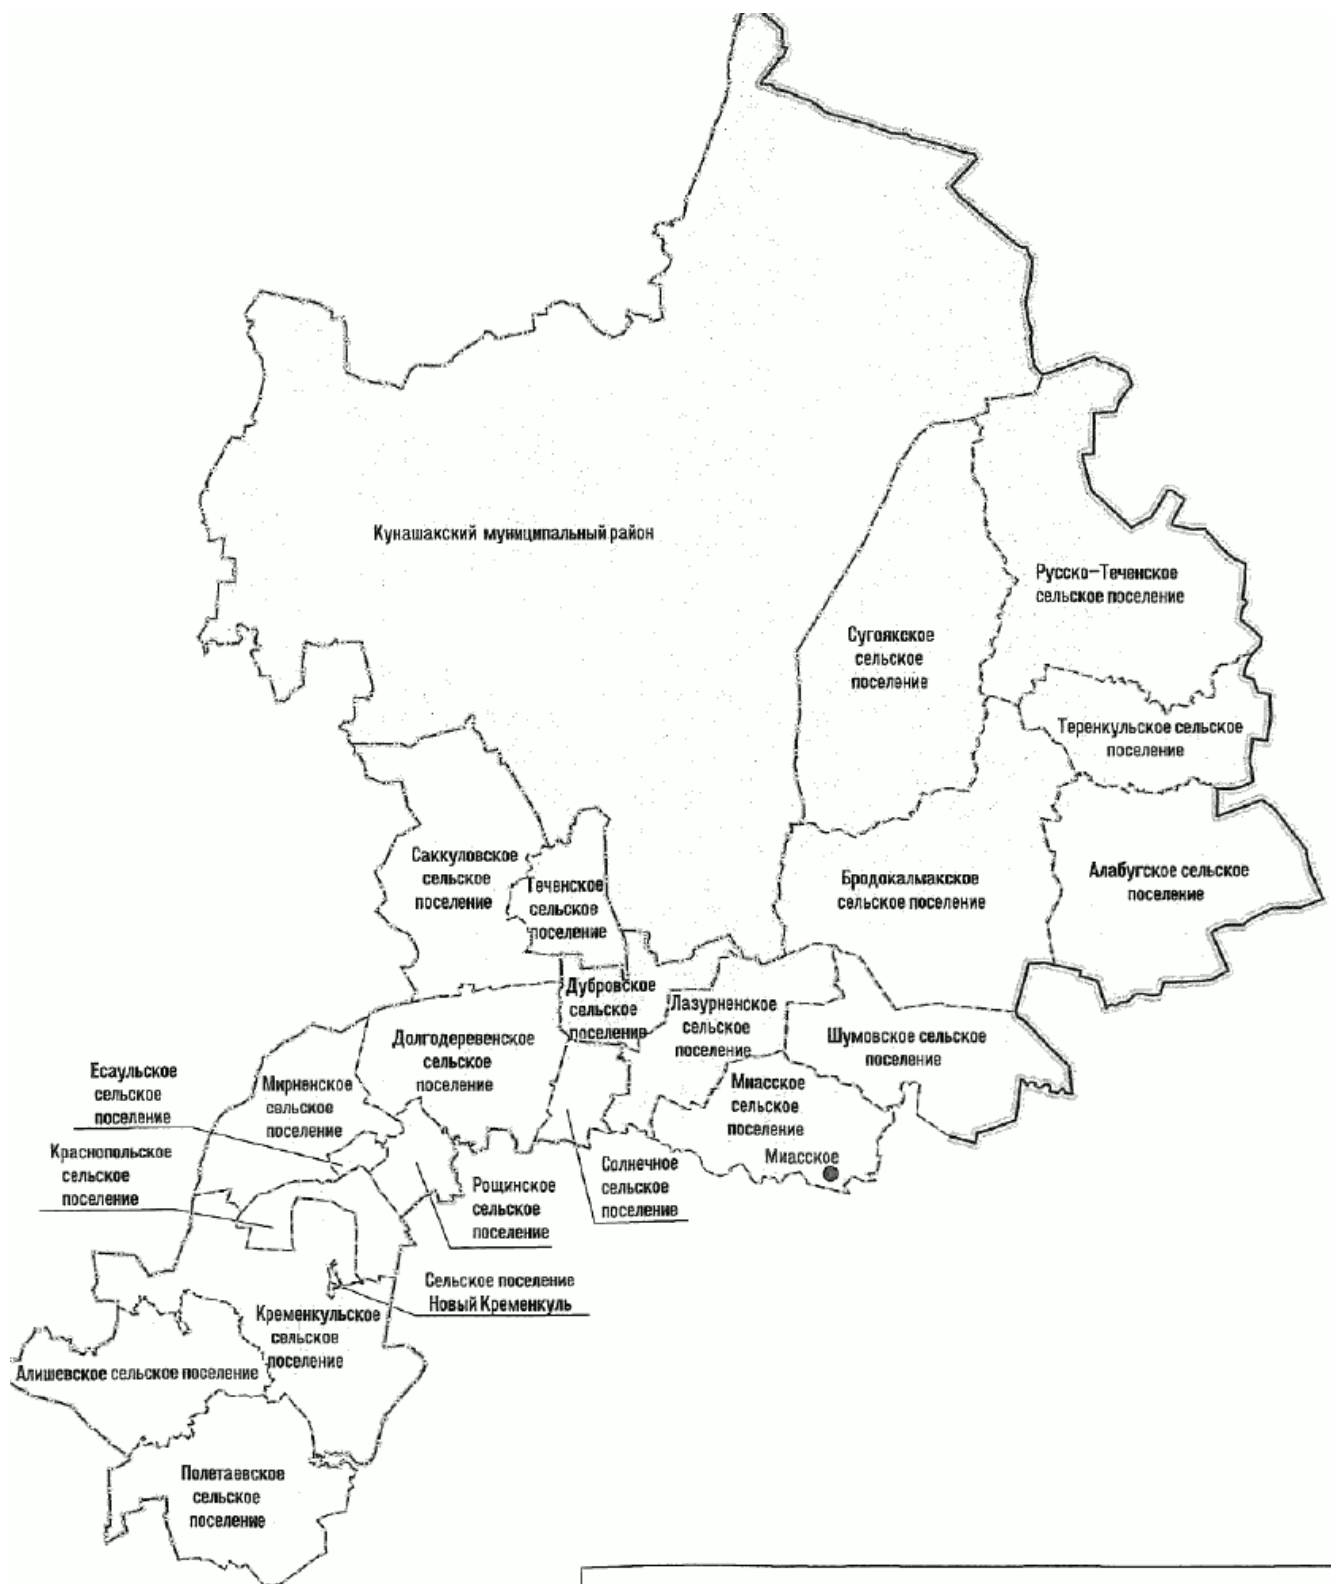 Кунашакский муниципальный район
Русско-Теченское
сельское поселение
Сугоякское
сельское
поселение
Теренкульское сельское
поселение
Саккуловское
сельское
поселение
Теченское
сельское
поселение
Бродокалмакское
сельское поселение
Алабугское сельское
поселение
Дубровское
сельское
поселение
Лазурненское
сельское
поселение
Долгодеревенское
сельское
поселение
Шумовское сельское
поселение
Есаульское
сельское
поселение
Мирненское
сельское
поселение
Миасское
сельское
поселение
Миасское
Краснопольское
сельское
поселение
Рощинское
сельское
поселение
Солнечное
сельское
поселение
Сельское поселение
Новый Кременкуль
Кременкульское
сельское
поселение
Алишевское сельское поселение
Полетаевское
сельское
поселение